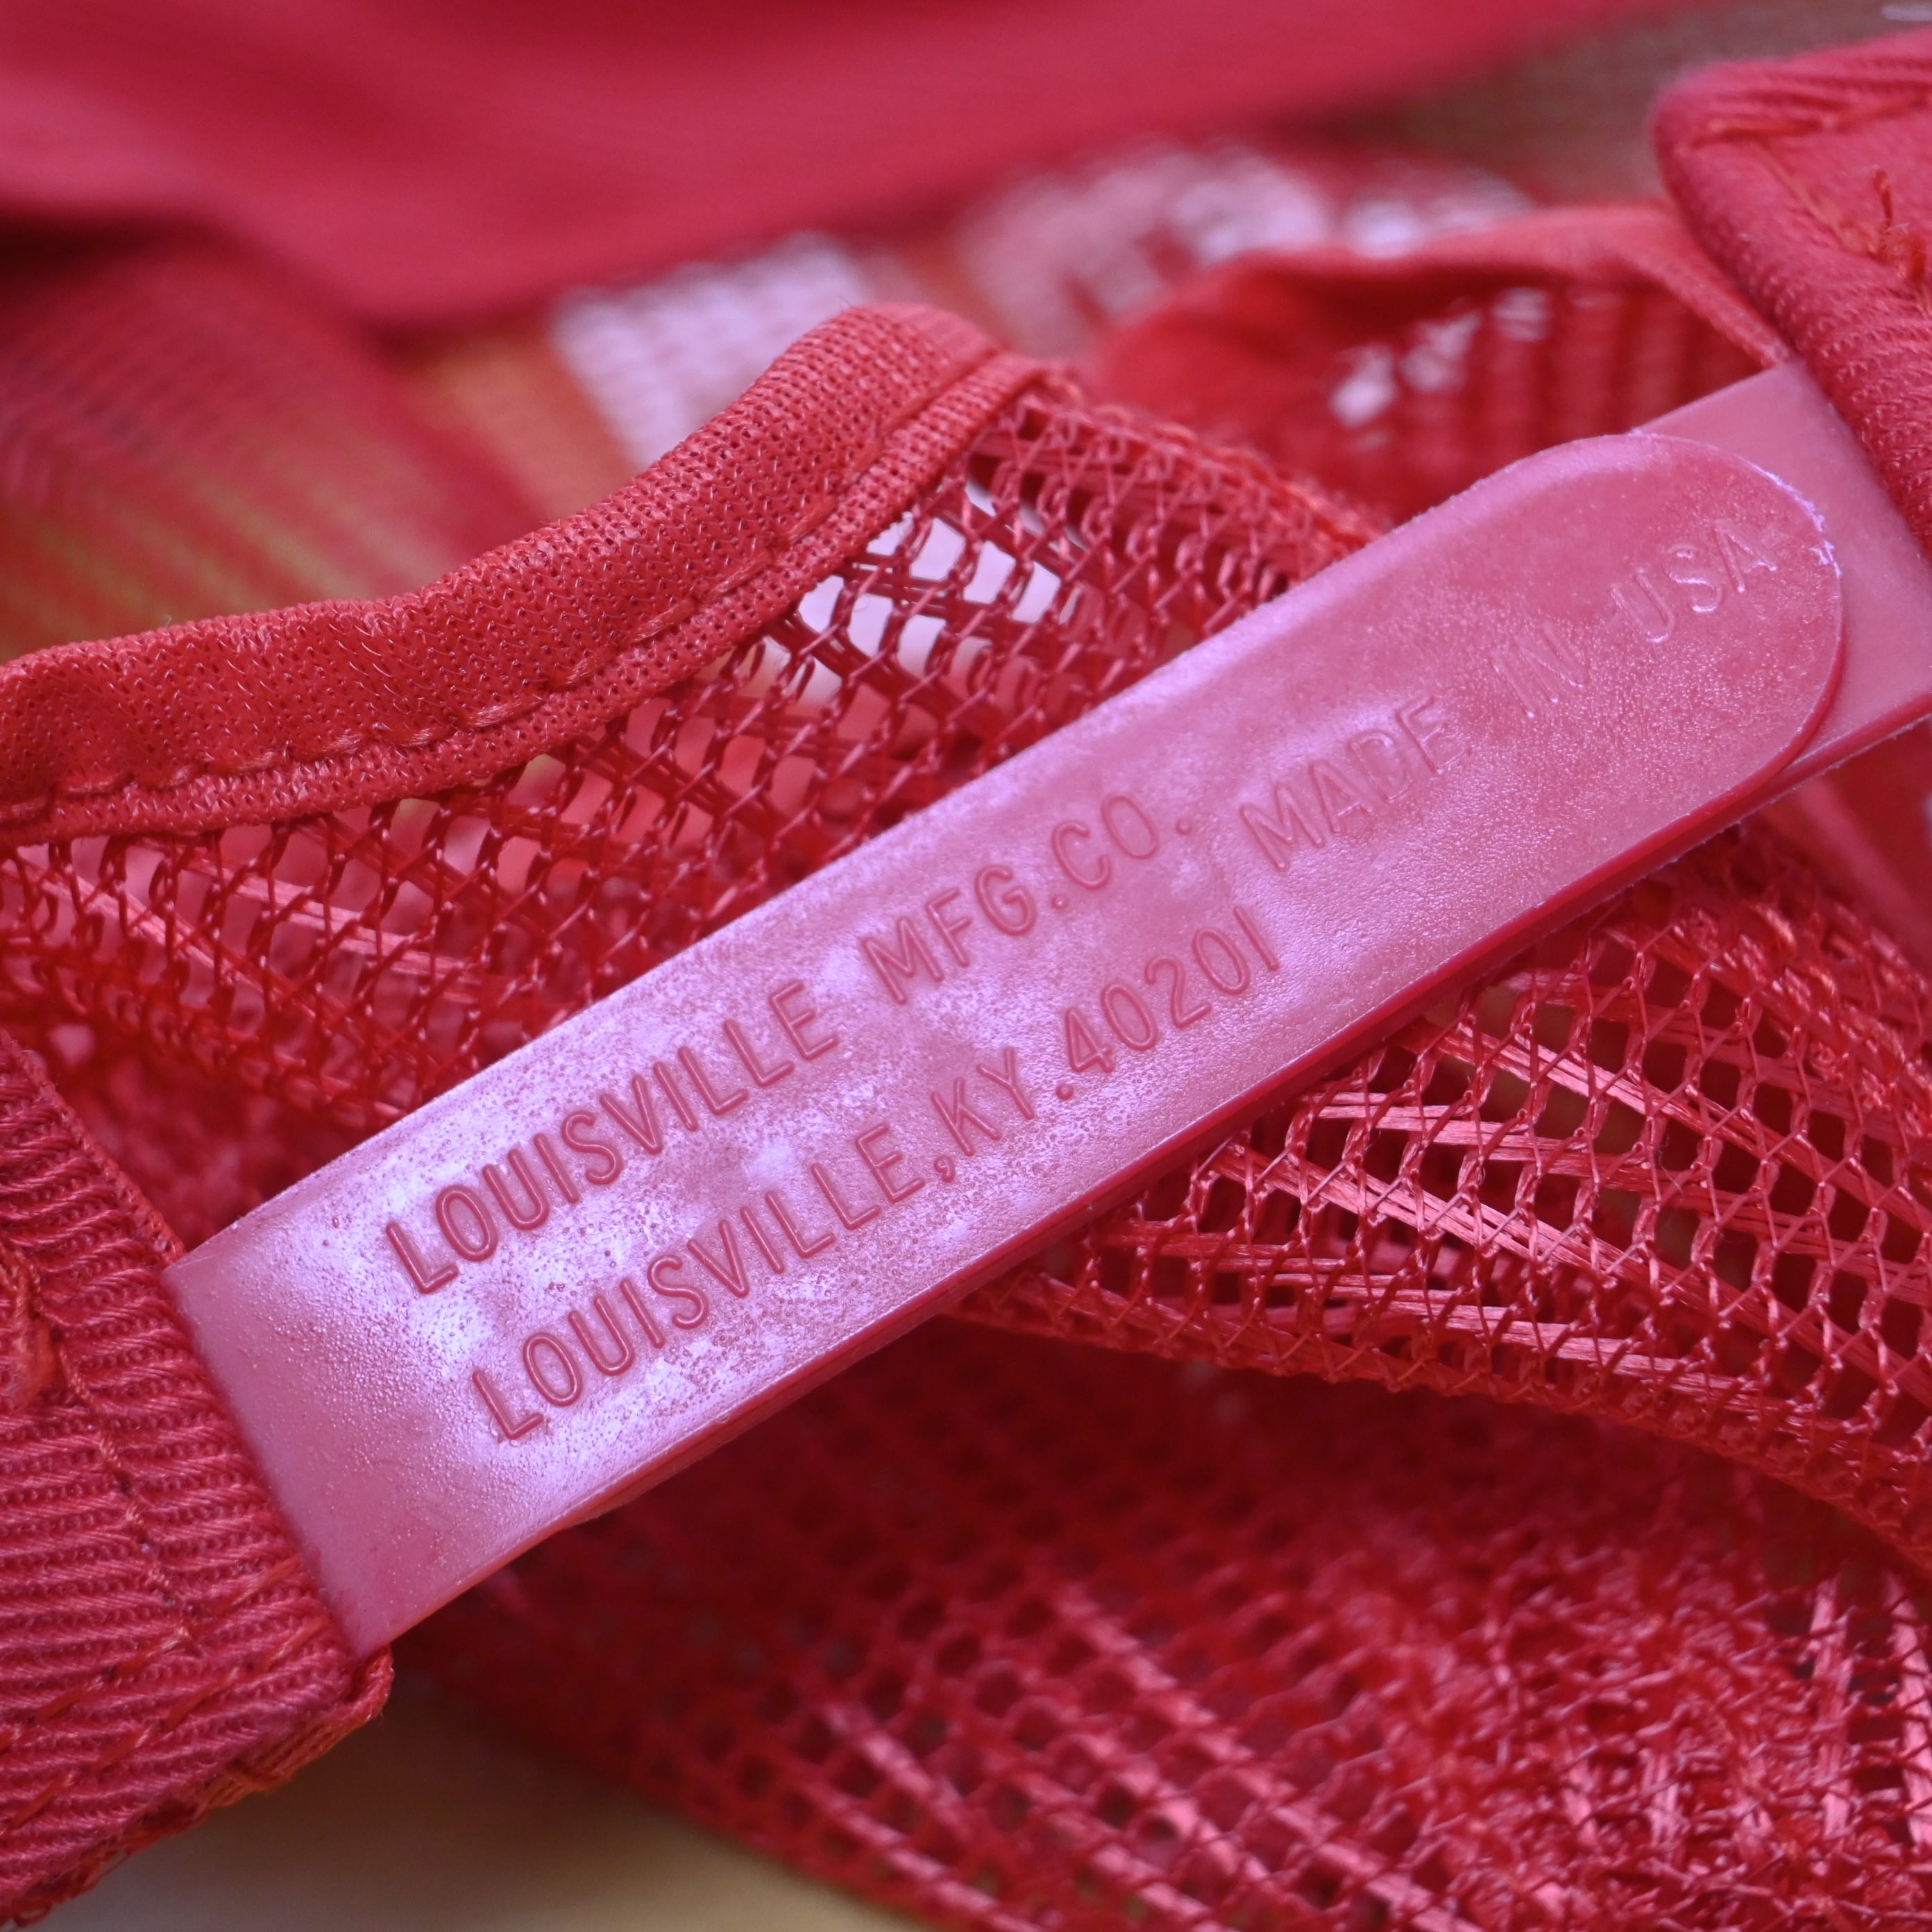 LOUISVILLE MFG.CO. MADE IN USA
LOUISVILLE,KY.40201